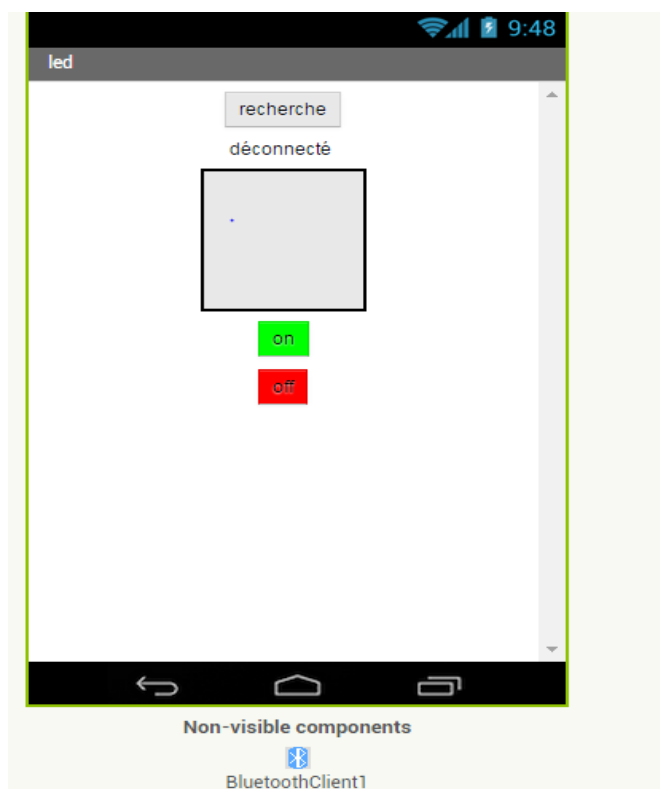 9:48
led
recherche
déconnecté
on
off
Non-visible components
BluetoothClient1